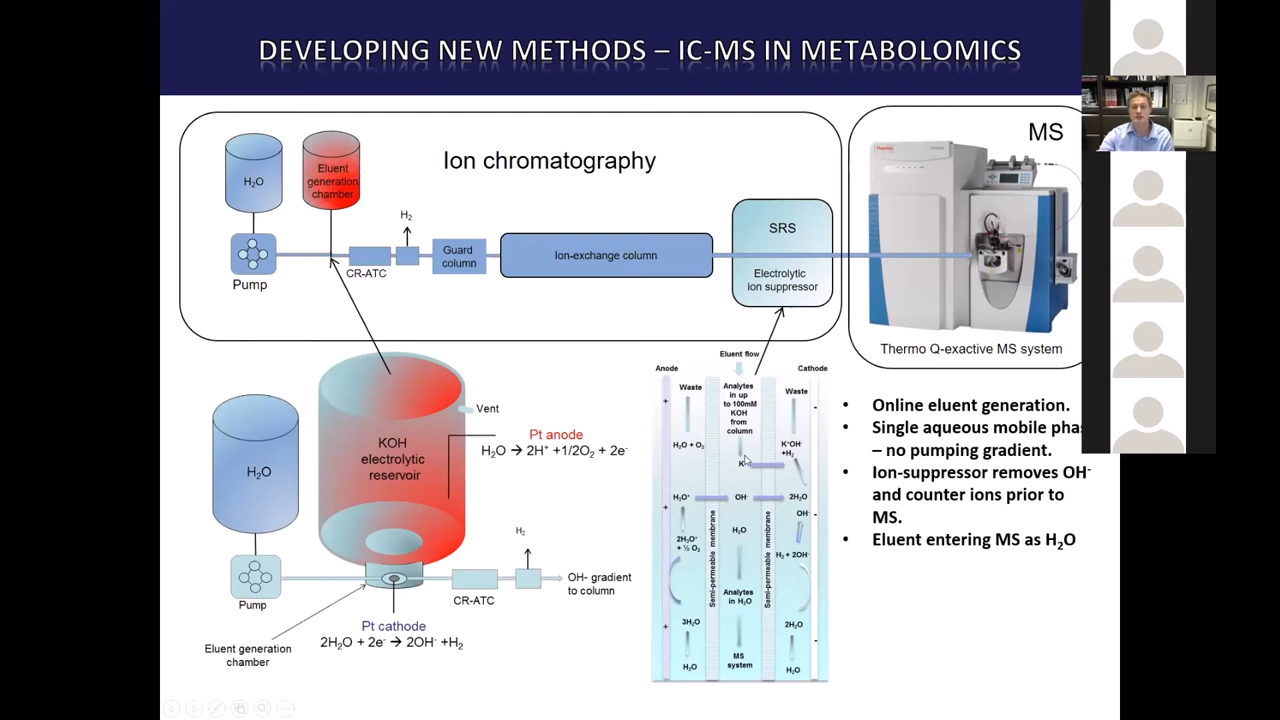 DEVELOPING NEW METHODS – IC-MS IN METABOLOMICS
Ion chromatography
H₂O
Eluent
generation
chamber
Pump
CR-ATC
H₂
Guard
column
Ion-exchange column
SRS
Electrolytic
ion suppressor
MS
Thermo Q-exactive MS system
H₂O
KOH
electrolytic
reservoir
Vent
Pt anode
H₂O → 2H⁺ +1/2O₂ + 2e⁻
Pump
Eluent generation
chamber
CR-ATC
H₂
OH- gradient
to column
Pt cathode
2H₂O + 2e⁻ → 2OH⁻ +H₂
Eluent flow
Anode
Cathode
Waste
Analytes
in up
to 100mM
KOH
from
column
Waste
H₂O + O₂
K⁺OH⁻
+H₂
H₃O⁺
OH⁻
2H₂O
OH⁻
2H₃O⁺
+ ½ O₂
H₂O
H₂ + 2OH⁻
Semi-permeable membrane
Semi-permeable membrane
Analytes
in H₂O
3H₂O
2H₂O
MS
system
H₂O
H₂O
• Online eluent generation.
• Single aqueous mobile pha
– no pumping gradient.
• Ion-suppressor removes OH⁻
and counter ions prior to
MS.
• Eluent entering MS as H₂O